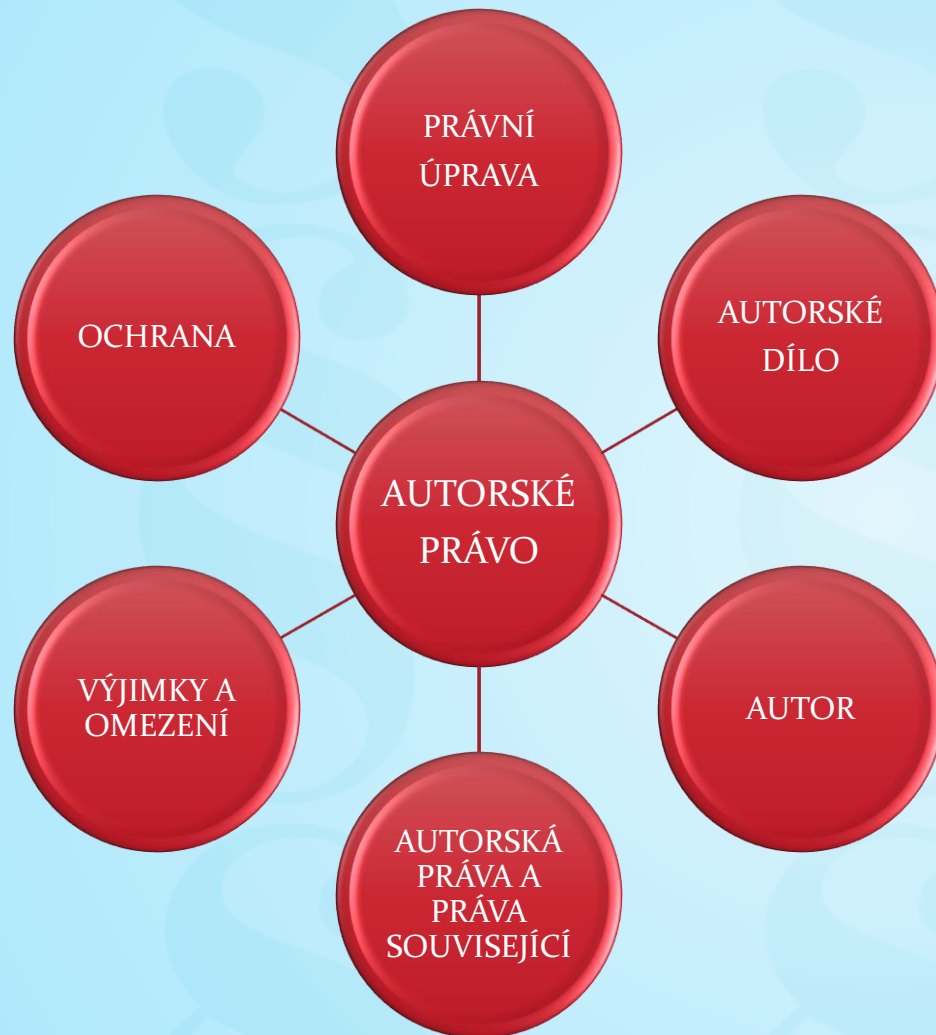 PRÁVNÍ
ÚPRAVA
AUTORSKÉ
DÍLO
AUTOR
AUTORSKÁ
PRÁVA A
PRÁVA
SOUVISEJÍCÍ
VÝJIMKY A
OMEZENÍ
OCHRANA
AUTORSKÉ
PRÁVO